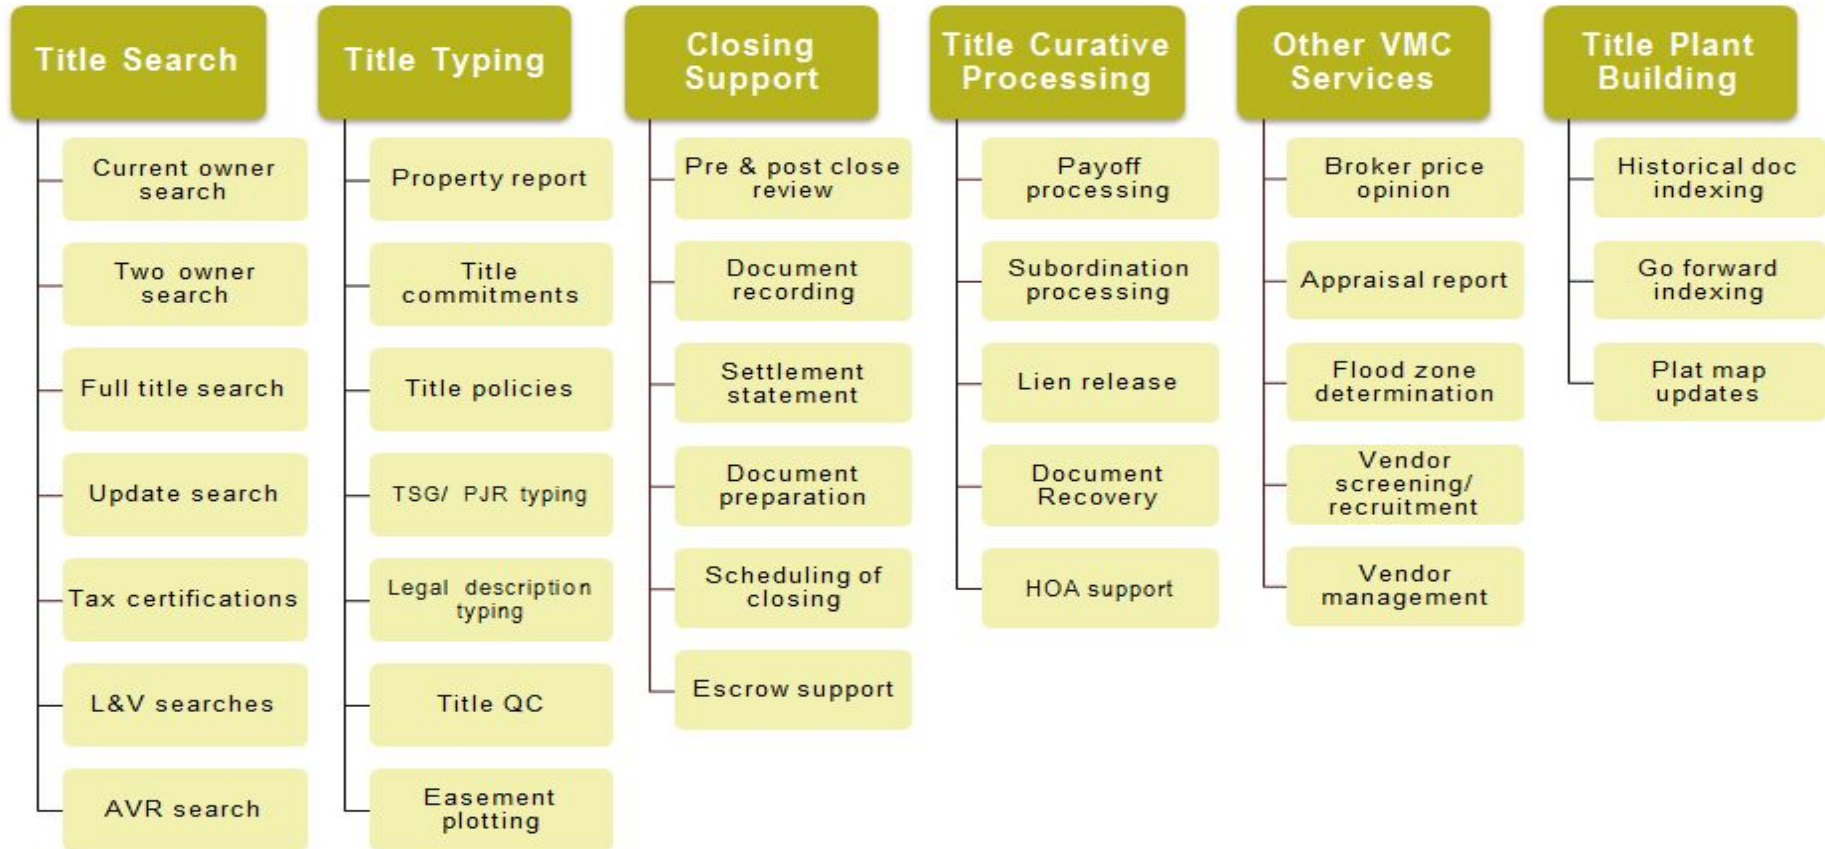 Title Search
Current owner
search
Two owner
search
Full title search
Update search
Tax certifications
L&V searches
AVR search
Title Typing
Property report
Title
commitments
Title policies
TSG/ PJR typing
Legal description
typing
Title QC
Easement
plotting
Closing
Support
Pre & post close
review
Document
recording
Settlement
statement
Document
preparation
Scheduling of
closing
Escrow support
Title Curative
Processing
Payoff
processing
Subordination
processing
Lien release
Document
Recovery
HOA support
Other VMC
Services
Broker price
opinion
Appraisal report
Flood zone
determination
Vendor
screening/
recruitment
Vendor
management
Title Plant
Building
Historical doc
indexing
Go forward
indexing
Plat map
updates